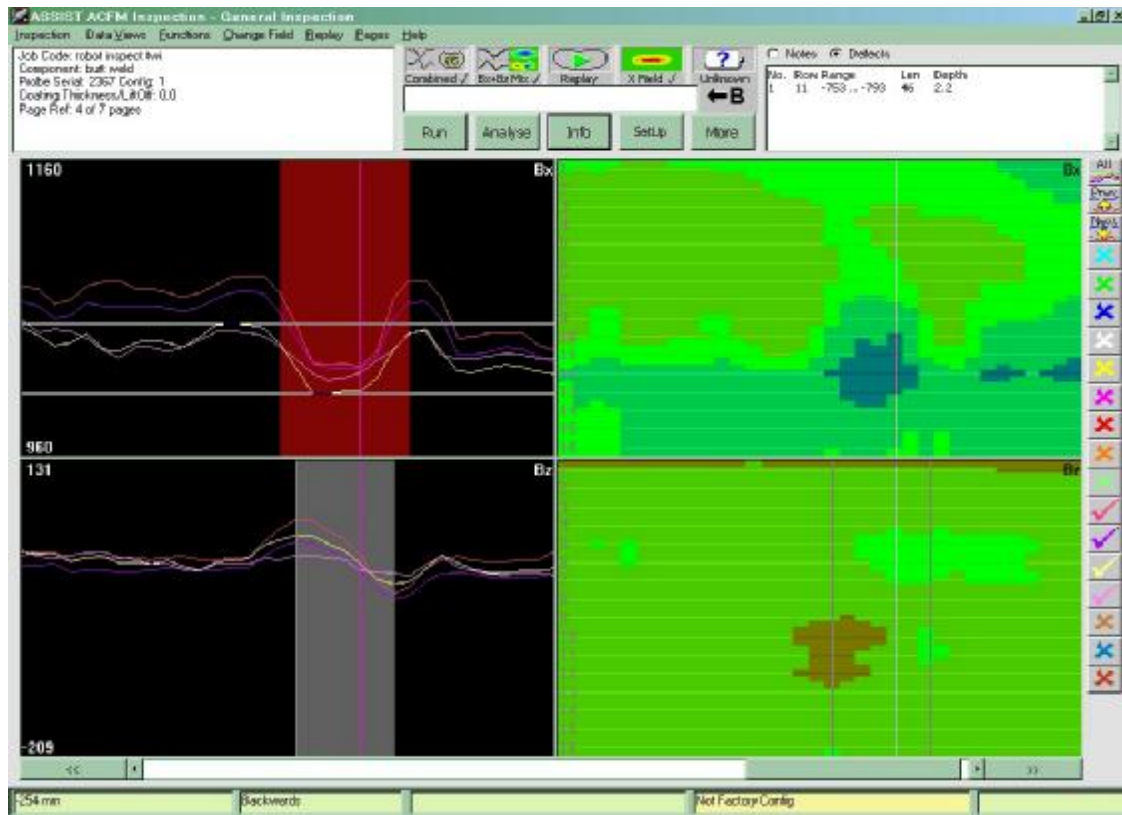 ASSIST ACFM Inspection - General Inspection
Inspection Data Views Functions Change Field Replay Pages Help
Job Code: robot inspect twi
Component: butt weld
Probe Serial: 2367 Config: 1
Coating Thickness/LiftOff: 0.0
Page Ref: 4 of 7 pages
Combined ✓ Bx+Bz Mix ✓ Replay X Field ✓ Unknown
B
Run Analyse Info SetUp More
Notes Defects
No. Row Range Len Depth
1 11 -753 .. -793 46 2.2
1160 Bx
960
131 Bz
-209
Bx
Bz
All
Prev
Next
<< >>
-254 mm Backwards Not Factory Config